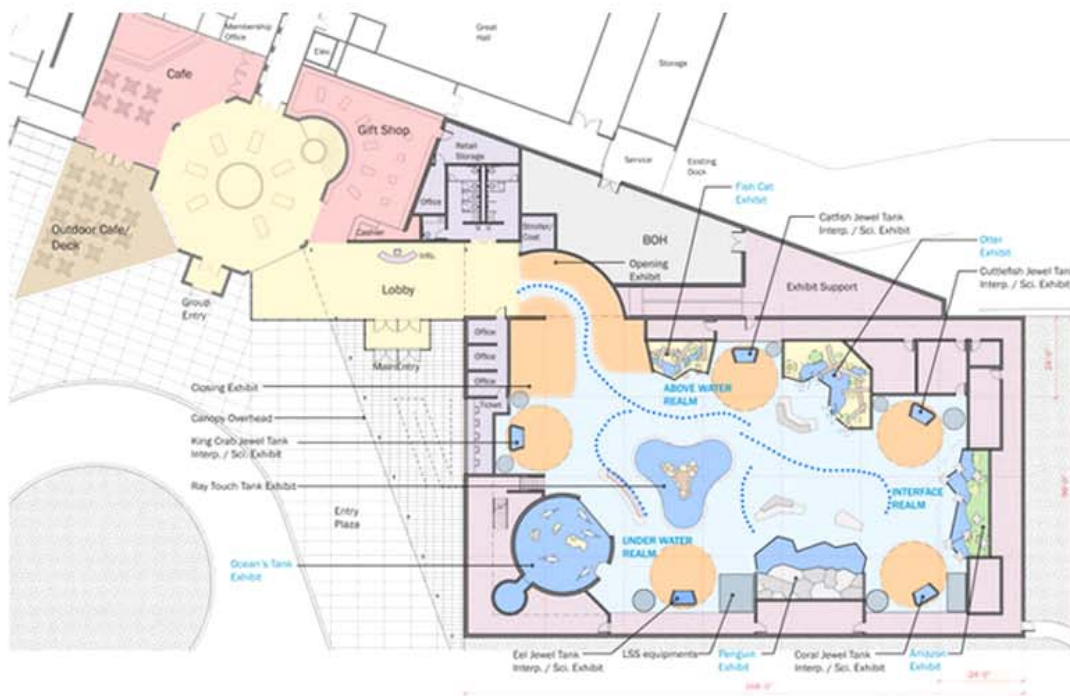 Membership
Office
Great
Hall
Elev.
Storage
Cafe
Gift Shop
Retail
Storage
Service
Existing
Dock
Fish Cat
Exhibit
Office
Catfish Jewel Tank
Interp. / Sci. Exhibit
Outdoor Cafe/
Deck
Cashier
Stroller/
Coat
BOH
Otter
Exhibit
Info.
Opening
Exhibit
Cuttlefish Jewel Tank
Interp. / Sci. Exhibit
Lobby
Exhibit Support
Group
Entry
Office
Office
Main Entry
Office
Closing Exhibit
ABOVE WATER
REALM
Ticket
Canopy Overhead
King Crab Jewel Tank
Interp. / Sci. Exhibit
Ray Touch Tank Exhibit
INTERFACE
REALM
Entry
Plaza
UNDER WATER
REALM
Ocean's Tank
Exhibit
Eel Jewel Tank
Interp. / Sci. Exhibit
LSS equipments
Penguin
Exhibit
Coral Jewel Tank
Interp. / Sci. Exhibit
Amazon
Exhibit
24'-0"